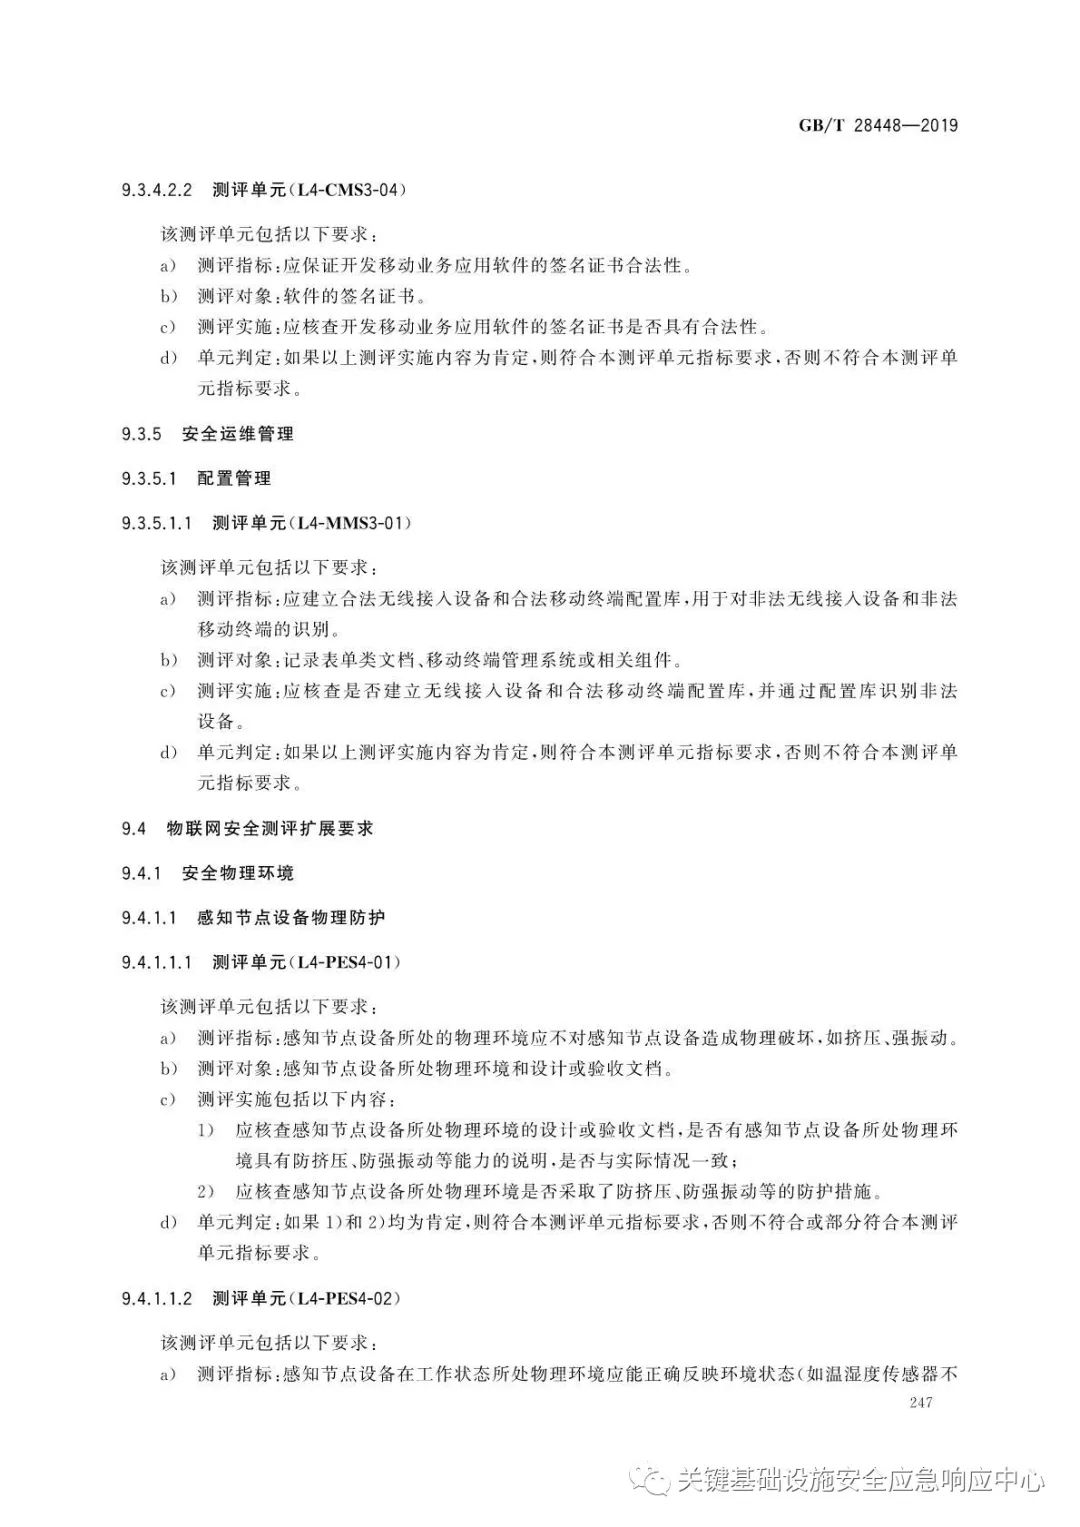 GB/T 28448—2019
9.3.4.2.2 测评单元(L4-CMS3-04)
该测评单元包括以下要求:
a) 测评指标:应保证开发移动业务应用软件的签名证书合法性。
b) 测评对象:软件的签名证书。
c) 测评实施:应核查开发移动业务应用软件的签名证书是否具有合法性。
d) 单元判定:如果以上测评实施内容为肯定,则符合本测评单元指标要求,否则不符合本测评单
元指标要求。
9.3.5 安全运维管理
9.3.5.1 配置管理
9.3.5.1.1 测评单元(L4-MMS3-01)
该测评单元包括以下要求:
a) 测评指标:应建立合法无线接入设备和合法移动终端配置库,用于对非法无线接入设备和非法
移动终端的识别。
b) 测评对象:记录表单类文档、移动终端管理系统或相关组件。
c) 测评实施:应核查是否建立无线接入设备和合法移动终端配置库,并通过配置库识别非法
设备。
d) 单元判定:如果以上测评实施内容为肯定,则符合本测评单元指标要求,否则不符合本测评单
元指标要求。
9.4 物联网安全测评扩展要求
9.4.1 安全物理环境
9.4.1.1 感知节点设备物理防护
9.4.1.1.1 测评单元(L4-PES4-01)
该测评单元包括以下要求:
a) 测评指标:感知节点设备所处的物理环境应不对感知节点设备造成物理破坏,如挤压、强振动。
b) 测评对象:感知节点设备所处物理环境和设计或验收文档。
c) 测评实施包括以下内容:
1) 应核查感知节点设备所处物理环境的设计或验收文档,是否有感知节点设备所处物理环
境具有防挤压、防强振动等能力的说明,是否与实际情况一致;
2) 应核查感知节点设备所处物理环境是否采取了防挤压、防强振动等的防护措施。
d) 单元判定:如果 1)和 2)均为肯定,则符合本测评单元指标要求,否则不符合或部分符合本测评
单元指标要求。
9.4.1.1.2 测评单元(L4-PES4-02)
该测评单元包括以下要求:
a) 测评指标:感知节点设备在工作状态所处物理环境应能正确反映环境状态(如温湿度传感器不
247
关键基础设施安全应急响应中心